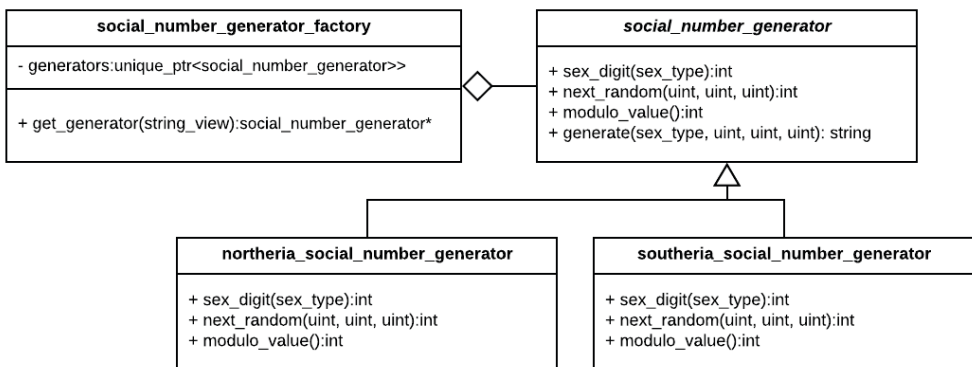 social_number_generator_factory
- generators:unique_ptr<social_number_generator>>
+ get_generator(string_view):social_number_generator*
social_number_generator
+ sex_digit(sex_type):int
+ next_random(uint, uint, uint):int
+ modulo_value():int
+ generate(sex_type, uint, uint, uint): string
northeria_social_number_generator
+ sex_digit(sex_type):int
+ next_random(uint, uint, uint):int
+ modulo_value():int
southeria_social_number_generator
+ sex_digit(sex_type):int
+ next_random(uint, uint, uint):int
+ modulo_value():int